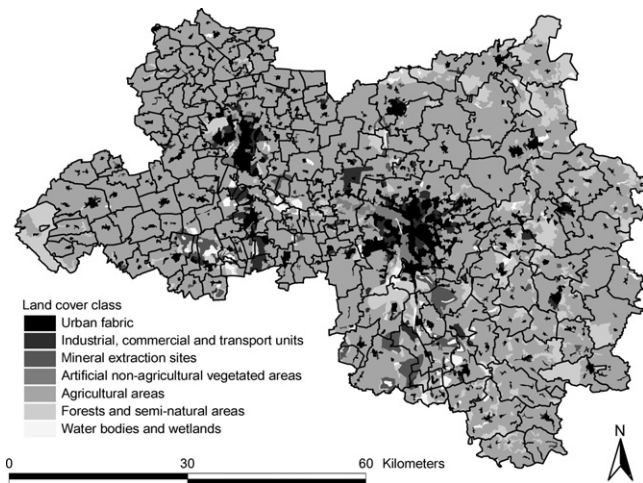 Land cover class
Urban fabric
Industrial, commercial and transport units
Mineral extraction sites
Artificial non-agricultural vegetated areas
Agricultural areas
Forests and semi-natural areas
Water bodies and wetlands
N
0 30 60 Kilometers